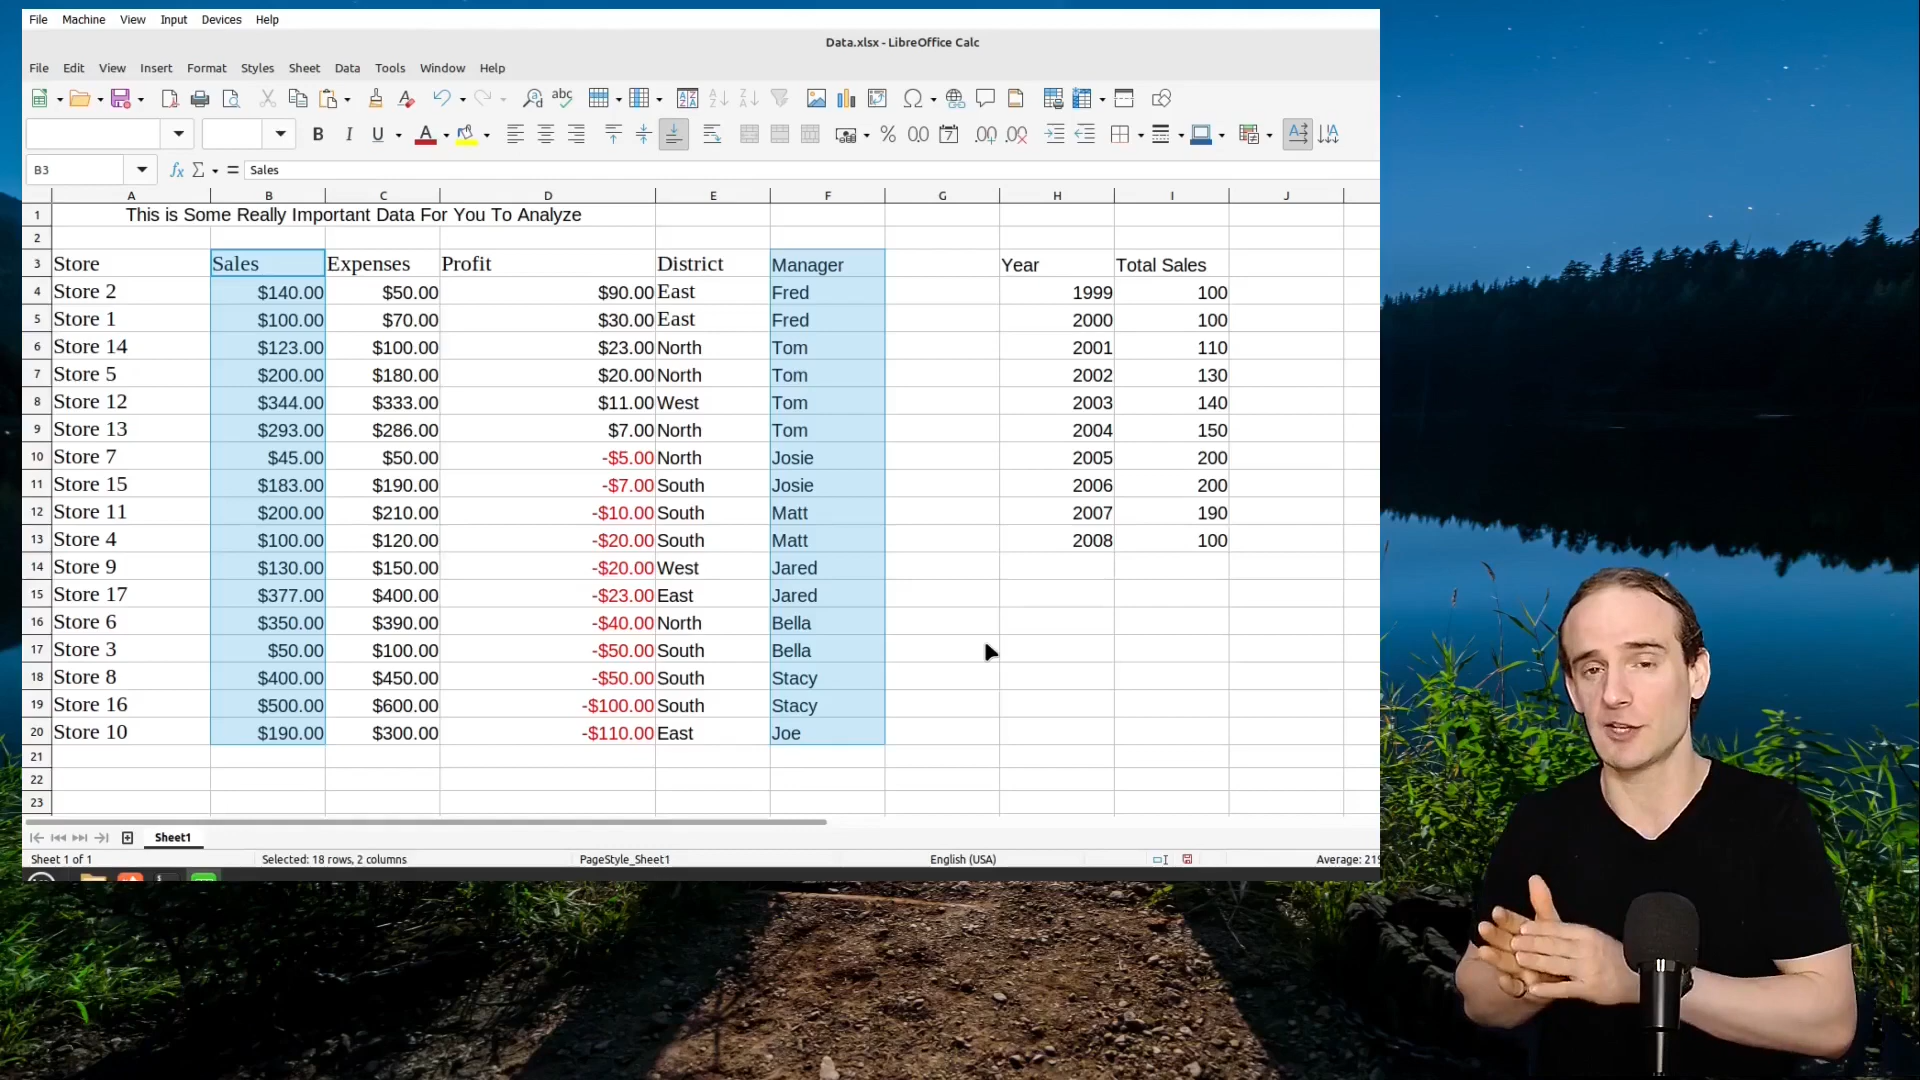 File Machine View Input Devices Help
Data.xlsx - LibreOffice Calc
File Edit View Insert Format Styles Sheet Data Tools Window Help
B3 Sales
A B C D E F G H I J
1 This is Some Really Important Data For You To Analyze
2
3 Store Sales Expenses Profit District Manager Year Total Sales
4 Store 2 $140.00 $50.00 $90.00 East Fred 1999 100
5 Store 1 $100.00 $70.00 $30.00 East Fred 2000 100
6 Store 14 $123.00 $100.00 $23.00 North Tom 2001 110
7 Store 5 $200.00 $180.00 $20.00 North Tom 2002 130
8 Store 12 $344.00 $333.00 $11.00 West Tom 2003 140
9 Store 13 $293.00 $286.00 $7.00 North Tom 2004 150
10 Store 7 $45.00 $50.00 -$5.00 North Josie 2005 200
11 Store 15 $183.00 $190.00 -$7.00 South Josie 2006 200
12 Store 11 $200.00 $210.00 -$10.00 South Matt 2007 190
13 Store 4 $100.00 $120.00 -$20.00 South Matt 2008 100
14 Store 9 $130.00 $150.00 -$20.00 West Jared
15 Store 17 $377.00 $400.00 -$23.00 East Jared
16 Store 6 $350.00 $390.00 -$40.00 North Bella
17 Store 3 $50.00 $100.00 -$50.00 South Bella
18 Store 8 $400.00 $450.00 -$50.00 South Stacy
19 Store 16 $500.00 $600.00 -$100.00 South Stacy
20 Store 10 $190.00 $300.00 -$110.00 East Joe
21
22
23
Sheet1
Sheet 1 of 1 Selected: 18 rows, 2 columns PageStyle_Sheet1 English (USA) Average: 219